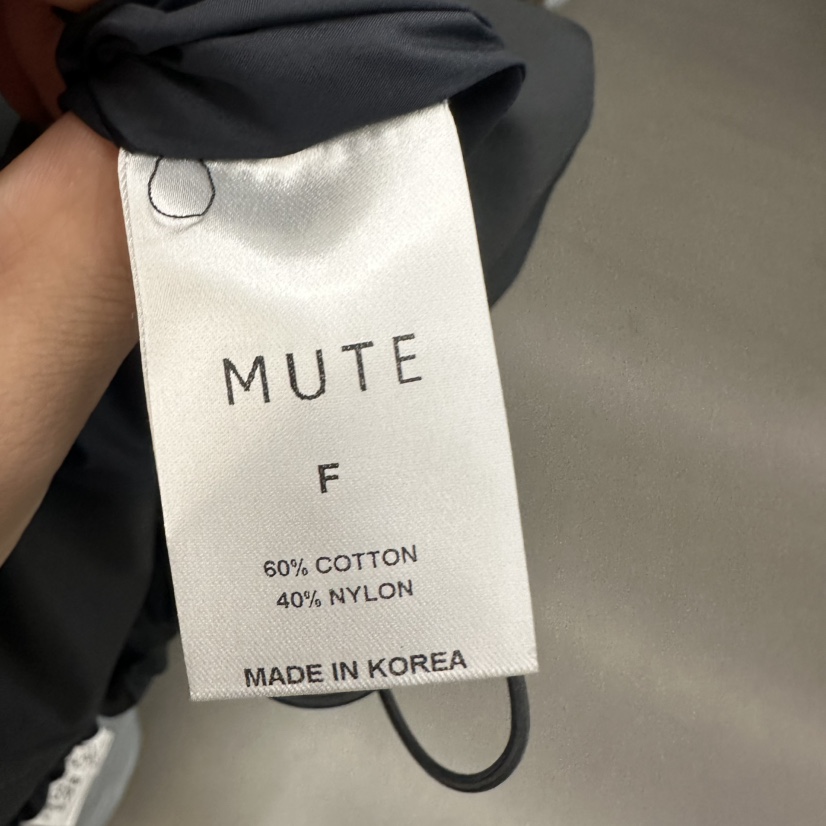 MUTE
F
60% COTTON
40% NYLON
MADE IN KOREA